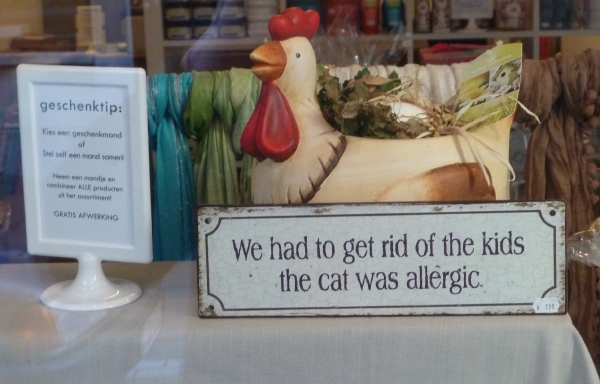 geschenktip:
Kies een geschenkmand
of
Stel zelf een mand samen!
Neem een mandje en
combineer ALLE producten
uit het assortiment!
GRATIS AFWERKING
We had to get rid of the kids
the cat was allergic.